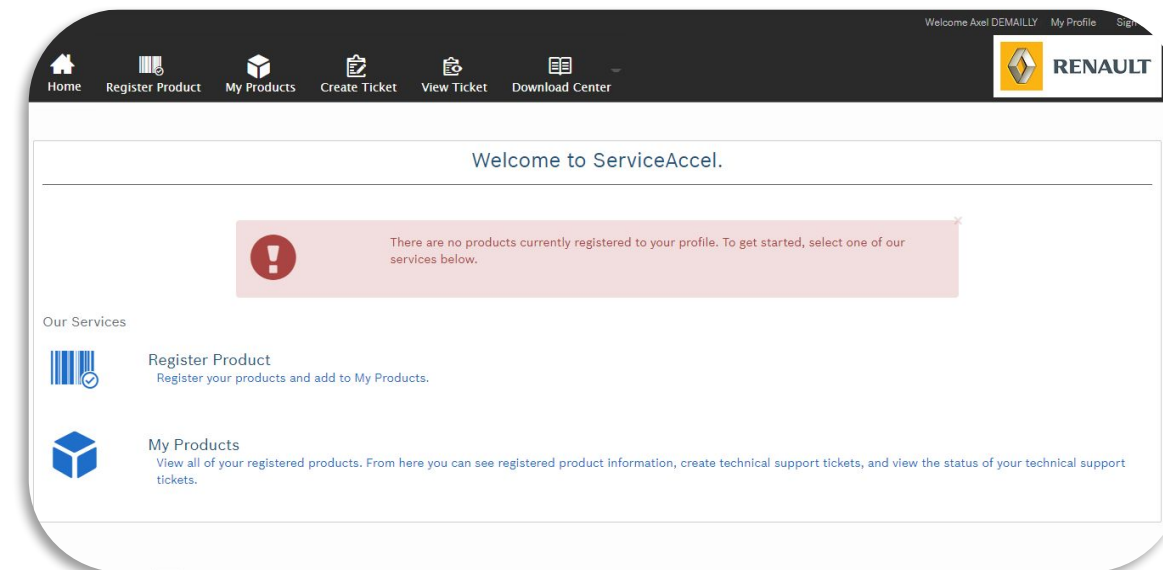 Welcome Axel DEMAILLY My Profile
Home Register Product My Products Create Ticket View Ticket Download Center
RENAULT
Welcome to ServiceAccel.
There are no products currently registered to your profile. To get started, select one of our
services below.
Our Services
Register Product
Register your products and add to My Products.
My Products
View all of your registered products. From here you can see registered product information, create technical support tickets, and view the status of your technical support
tickets.